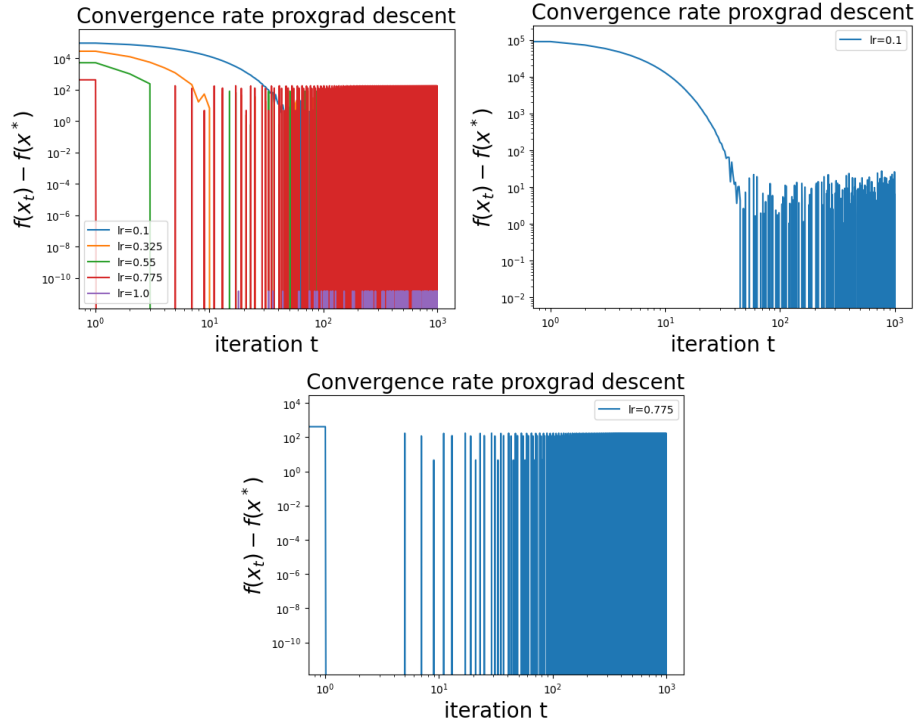 Convergence rate proxgrad descent
f(x_t) − f(x^*)
10^4
10^2
10^0
10^−2
10^−4
10^−6
10^−8
10^−10
lr=0.1
lr=0.325
lr=0.55
lr=0.775
lr=1.0
10^0
10^1
10^2
10^3
iteration t
Convergence rate proxgrad descent
f(x_t) − f(x^*)
10^5
10^4
10^3
10^2
10^1
10^0
10^−1
10^−2
lr=0.1
10^0
10^1
10^2
10^3
iteration t
Convergence rate proxgrad descent
f(x_t) − f(x^*)
10^4
10^2
10^0
10^−2
10^−4
10^−6
10^−8
10^−10
lr=0.775
10^0
10^1
10^2
10^3
iteration t